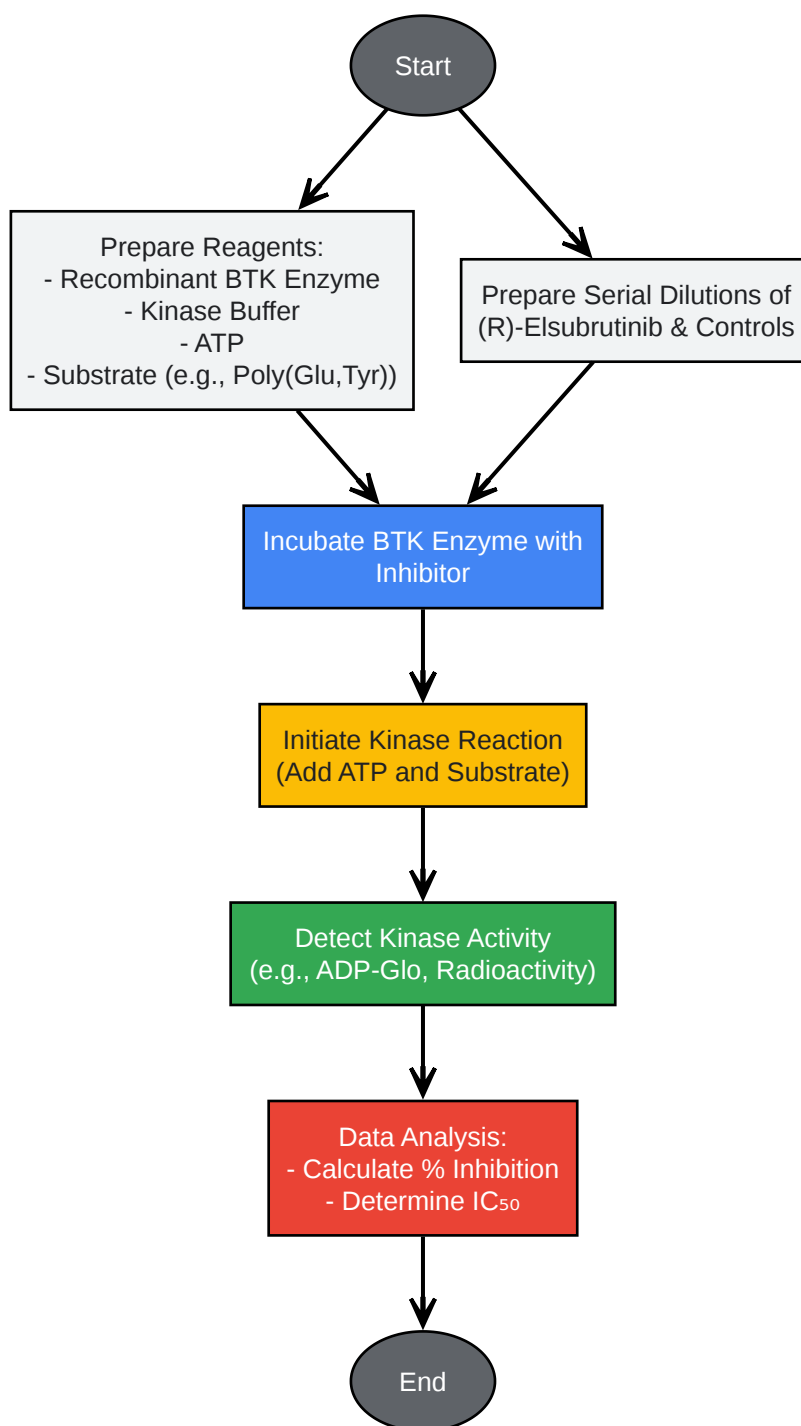 Start
Prepare Reagents:
- Recombinant BTK Enzyme
- Kinase Buffer
- ATP
- Substrate (e.g., Poly(Glu,Tyr))
Prepare Serial Dilutions of
(R)-Elsubrutinib & Controls
Incubate BTK Enzyme with
Inhibitor
Initiate Kinase Reaction
(Add ATP and Substrate)
Detect Kinase Activity
(e.g., ADP-Glo, Radioactivity)
Data Analysis:
- Calculate % Inhibition
- Determine IC₅₀
End